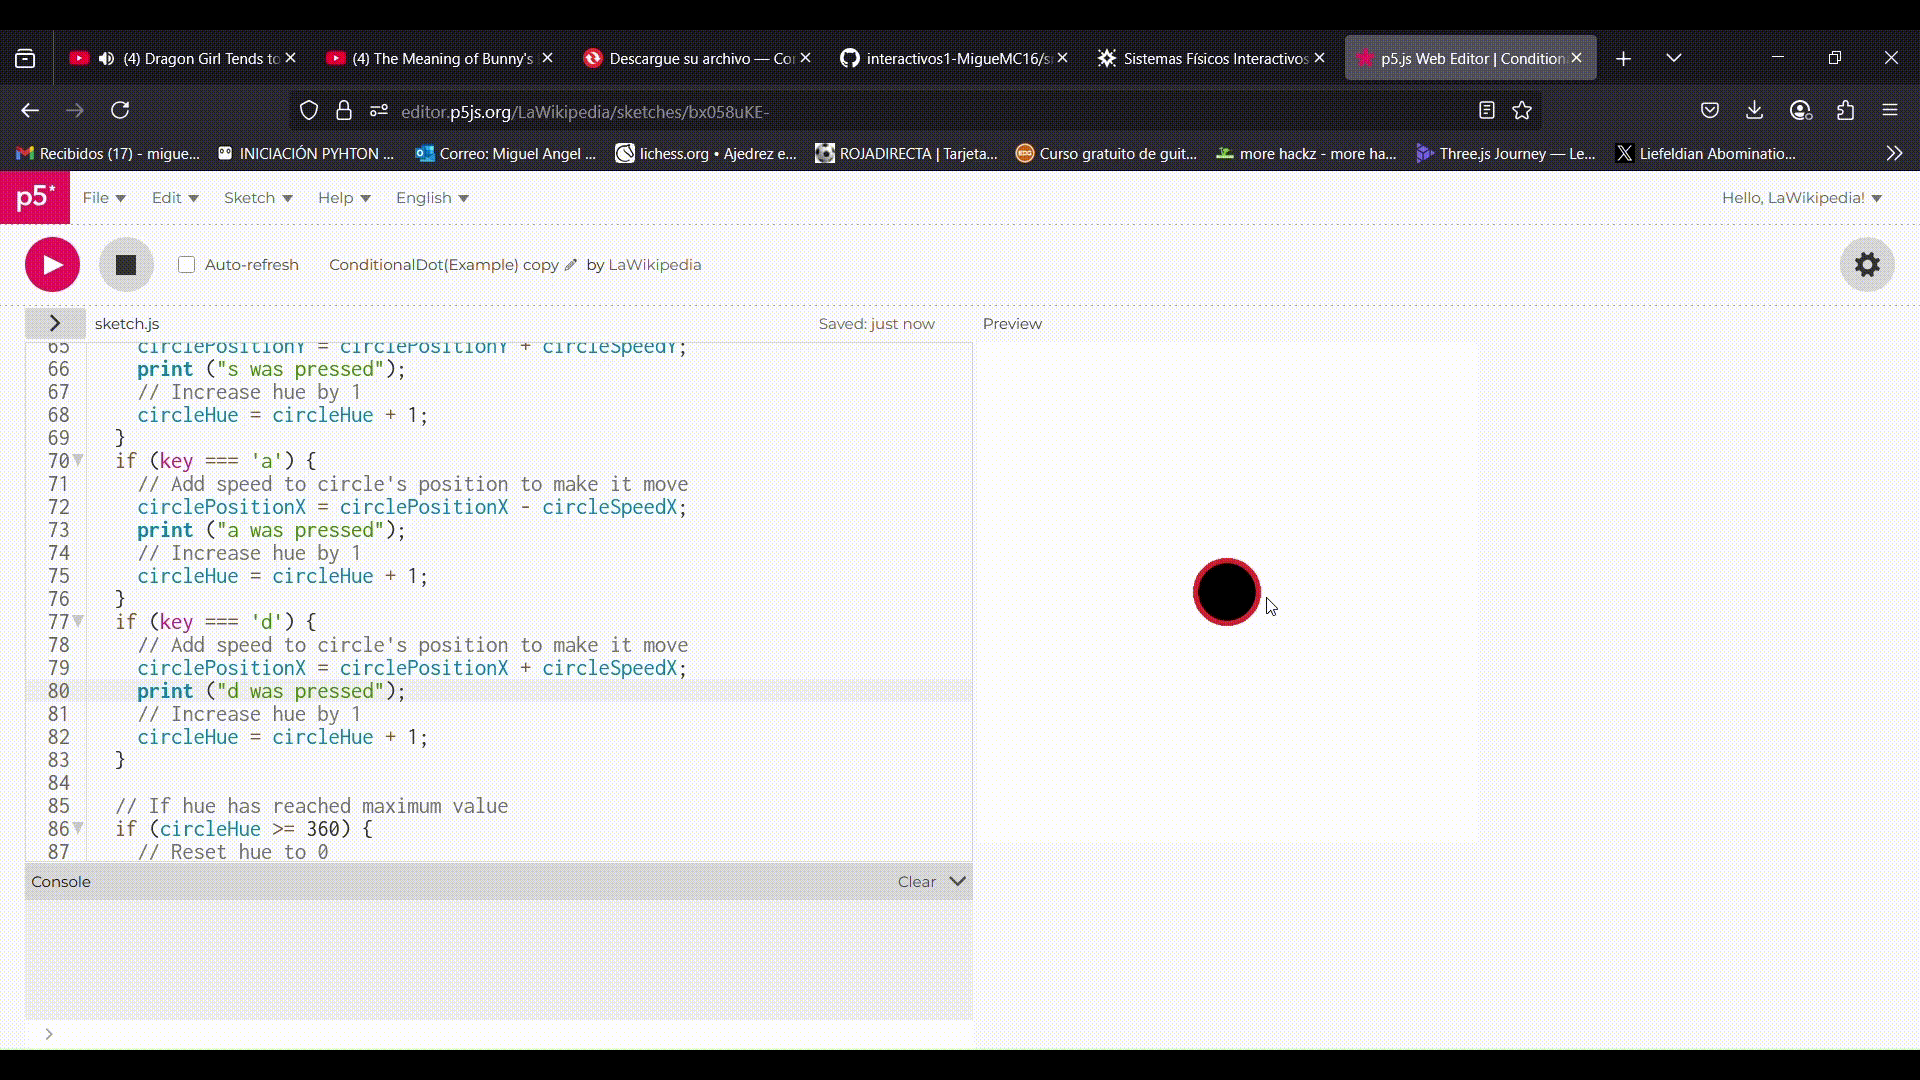 (4) Dragon Girl Tends to
(4) The Meaning of Bunny's
Descargue su archivo — Co
interactivos1-MigueMC16/s
Sistemas Físicos Interactivos
p5.js Web Editor | Condition
editor.p5js.org/LaWikipedia/sketches/bx058uKE-
Recibidos (17) - migue...
INICIACIÓN PYHTON ...
Correo: Miguel Angel ...
lichess.org • Ajedrez e...
ROJADIRECTA | Tarjeta...
Curso gratuito de guit...
more hackz - more ha...
Three.js Journey — Le...
Liefeldian Abominatio...
p5*
File
Edit
Sketch
Help
English
Hello, LaWikipedia!
Auto-refresh
ConditionalDot(Example) copy
by LaWikipedia
sketch.js
Saved: just now
Preview
65 circlePositionY = circlePositionY + circleSpeedY;
66 print ("s was pressed");
67 // Increase hue by 1
68 circleHue = circleHue + 1;
69 }
70 if (key === 'a') {
71 // Add speed to circle's position to make it move
72 circlePositionX = circlePositionX - circleSpeedX;
73 print ("a was pressed");
74 // Increase hue by 1
75 circleHue = circleHue + 1;
76 }
77 if (key === 'd') {
78 // Add speed to circle's position to make it move
79 circlePositionX = circlePositionX + circleSpeedX;
80 print ("d was pressed");
81 // Increase hue by 1
82 circleHue = circleHue + 1;
83 }
84
85 // If hue has reached maximum value
86 if (circleHue >= 360) {
87 // Reset hue to 0
Console
Clear
>